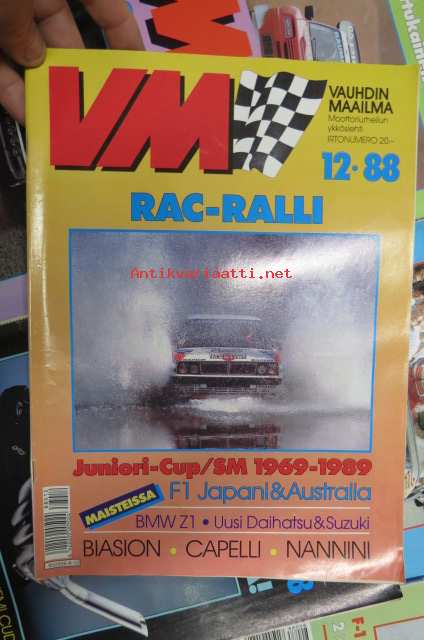 VM
VAUHDIN
MAAILMA
Moottoriurheilun
ykköslehti
IRTONUMERO 20,-
12•88
RAC-RALLI
Antikvariaatti.net
Juniori-Cup/SM 1969-1989
MAISTEISSA
F1 Japani&Australia
BMW Z1 • Uusi Daihatsu&Suzuki
BIASION • CAPELLI • NANNINI